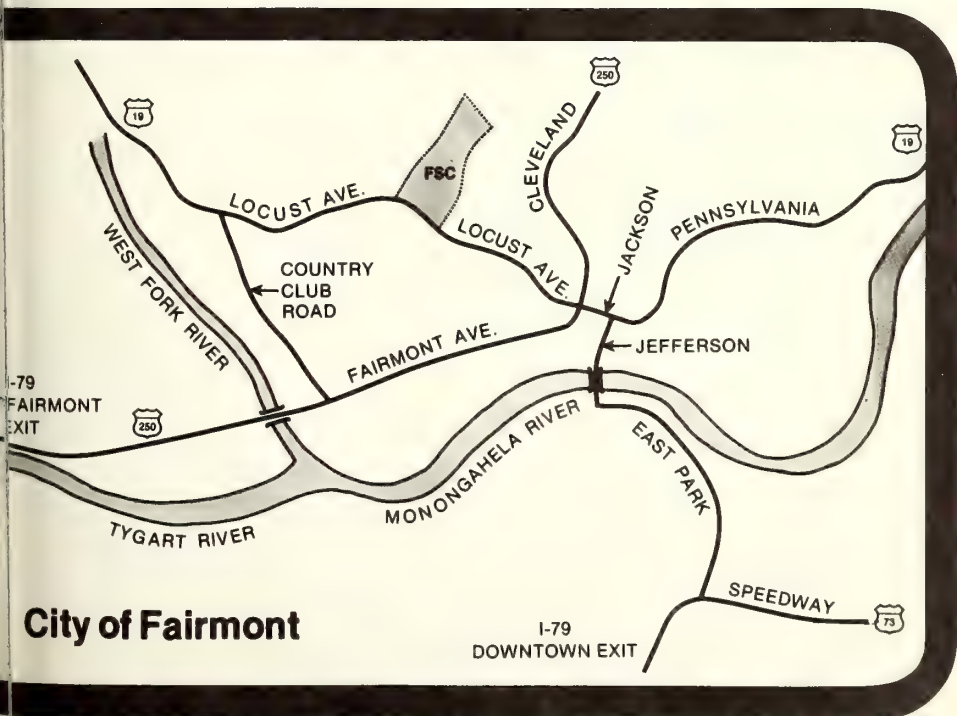 250
19
19
CLEVELAND
FSC
LOCUST AVE.
JACKSON
PENNSYLVANIA
WEST FORK RIVER
LOCUST AVE.
COUNTRY
CLUB
ROAD
FAIRMONT AVE.
JEFFERSON
I-79
FAIRMONT
EXIT
250
MONONGAHELA RIVER
EAST PARK
TYGART RIVER
SPEEDWAY
73
City of Fairmont
I-79
DOWNTOWN EXIT